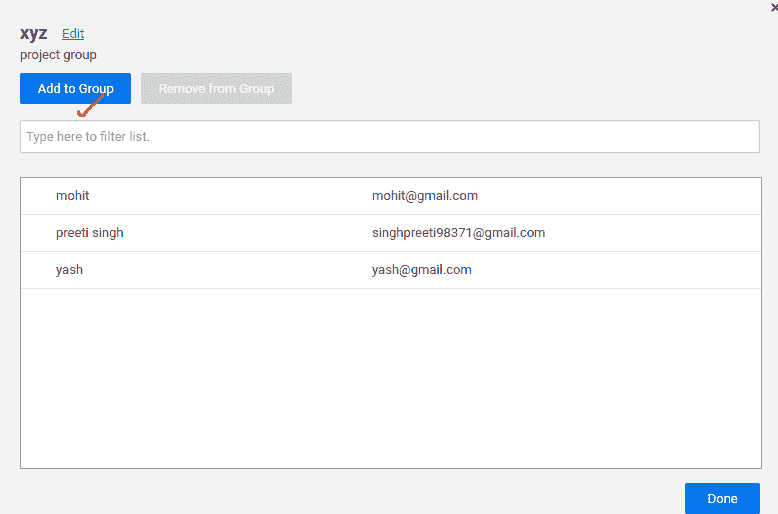 xyz Edit
project group
Add to Group Remove from Group
Type here to filter list.
mohit mohit@gmail.com
preeti singh singhpreeti98371@gmail.com
yash yash@gmail.com
Done